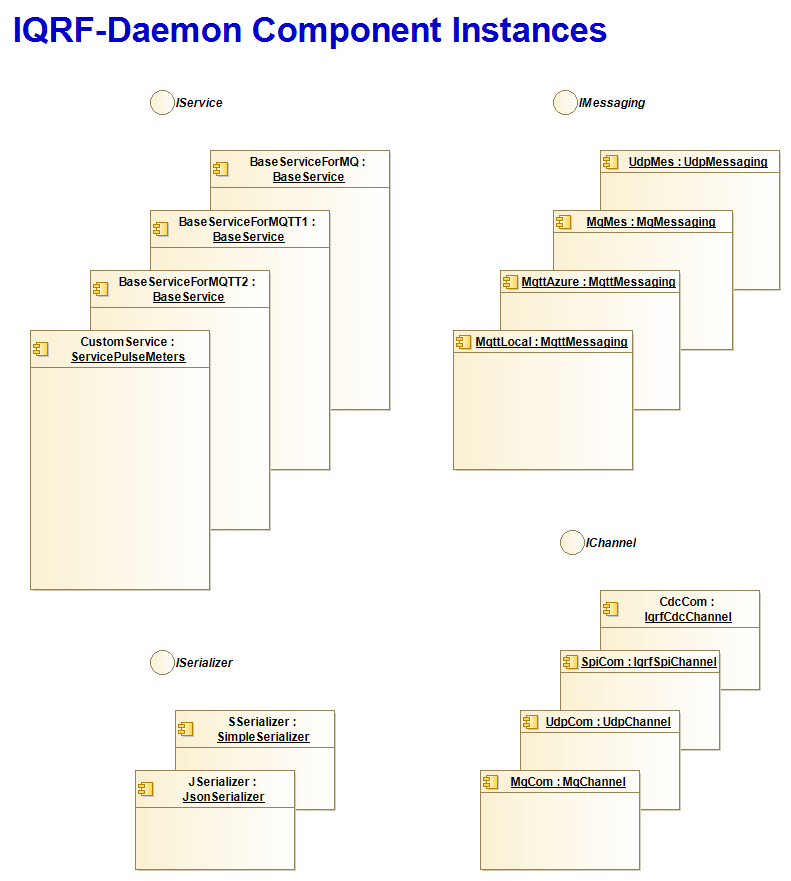 IQRF-Daemon Component Instances
IService
BaseServiceForMQ :
BaseService
BaseServiceForMQTT1 :
BaseService
BaseServiceForMQTT2 :
BaseService
CustomService :
ServicePulseMeters
IMessaging
UdpMes : UdpMessaging
MqMes : MqMessaging
MqttAzure : MqttMessaging
MqttLocal : MqttMessaging
IChannel
CdcCom :
IqrfCdcChannel
SpiCom : IqrfSpiChannel
UdpCom : UdpChannel
MqCom : MqChannel
ISerializer
SSerializer :
SimpleSerializer
JSerializer :
JsonSerializer